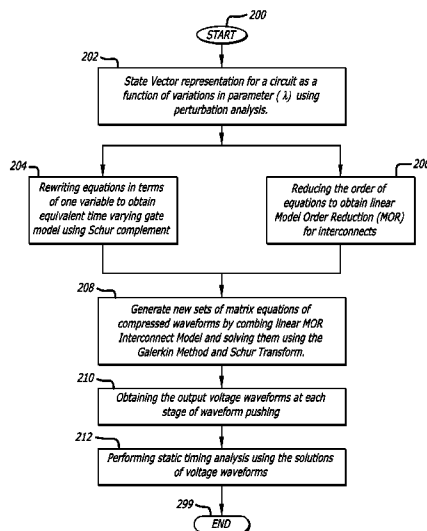 200
START
202
State Vector representation for a circuit as a
function of variations in parameter ( λ ) using
perturbation analysis.
204
Rewriting equations in terms
of one variable to obtain
equivalent time varying gate
model using Schur complement
Reducing the order of
equations to obtain linear
Model Order Reduction (MOR)
for interconnects
208
Generate new sets of matrix equations of
compressed waveforms by combing linear MOR
Interconnect Model and solving them using the
Galerkin Method and Schur Transform.
210
Obtaining the output voltage waveforms at each
stage of waveform pushing
212
Performing static timing analysis using the solutions
of voltage waveforms
299
END